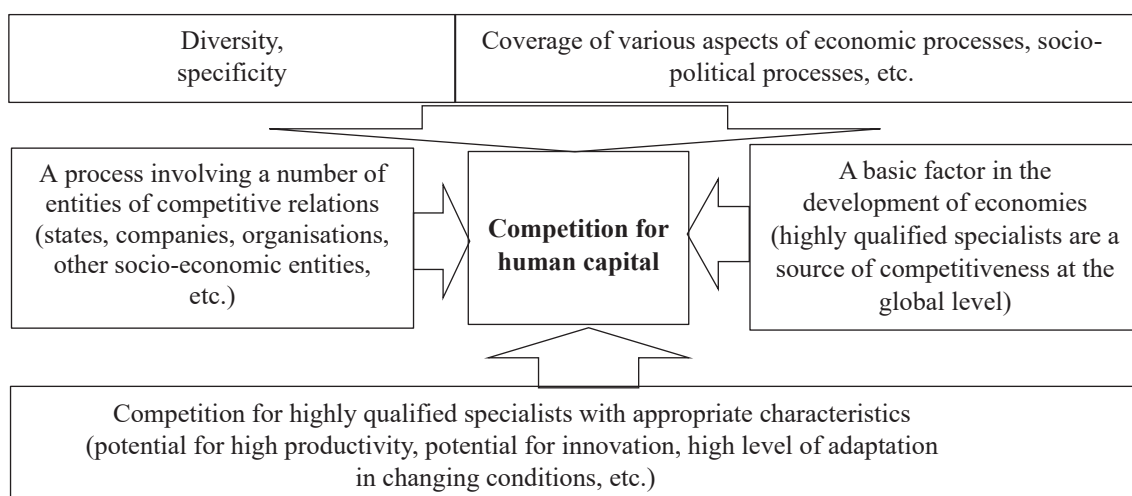 Diversity,
specificity
Coverage of various aspects of economic processes, socio-
political processes, etc.
A process involving a number of
entities of competitive relations
(states, companies, organisations,
other socio-economic entities,
etc.)
Competition for
human capital
A basic factor in the
development of economies
(highly qualified specialists are a
source of competitiveness at the
global level)
Competition for highly qualified specialists with appropriate characteristics
(potential for high productivity, potential for innovation, high level of adaptation
in changing conditions, etc.)